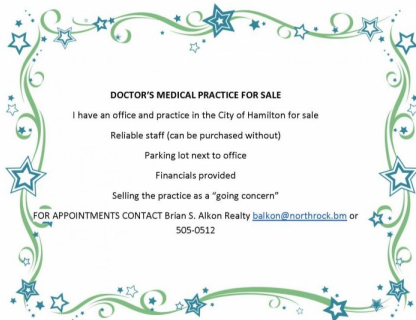 DOCTOR'S MEDICAL PRACTICE FOR SALE
I have an office and practice in the City of Hamilton for sale
Reliable staff (can be purchased without)
Parking lot next to office
Financials provided
Selling the practice as a "going concern"
FOR APPOINTMENTS CONTACT Brian S. Alkon Realty balkon@northrock.bm or
505-0512